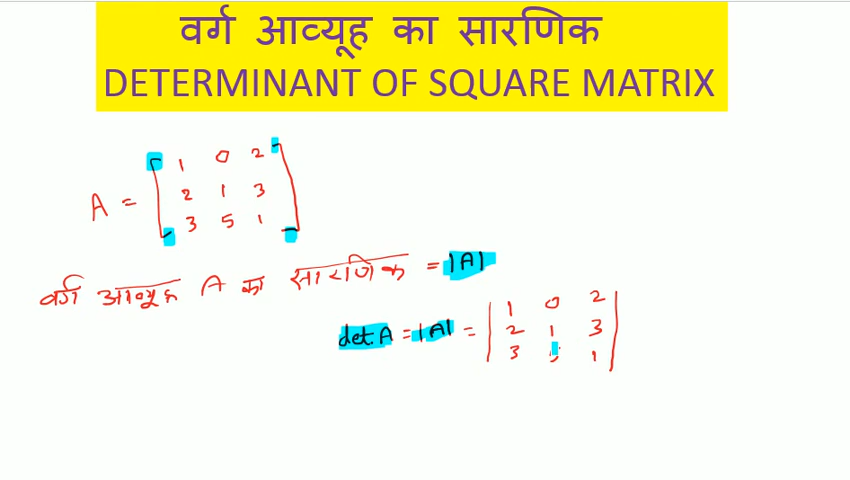 वर्ग आव्यूह का सारणिक
DETERMINANT OF SQUARE MATRIX
A = [ 1 0 2
2 1 3
3 5 1 ]
वर्ग आव्यूह A का सारणिक = |A|
det.A = |A| = | 1 0 2 |
| 2 1 3 |
| 3 1 |